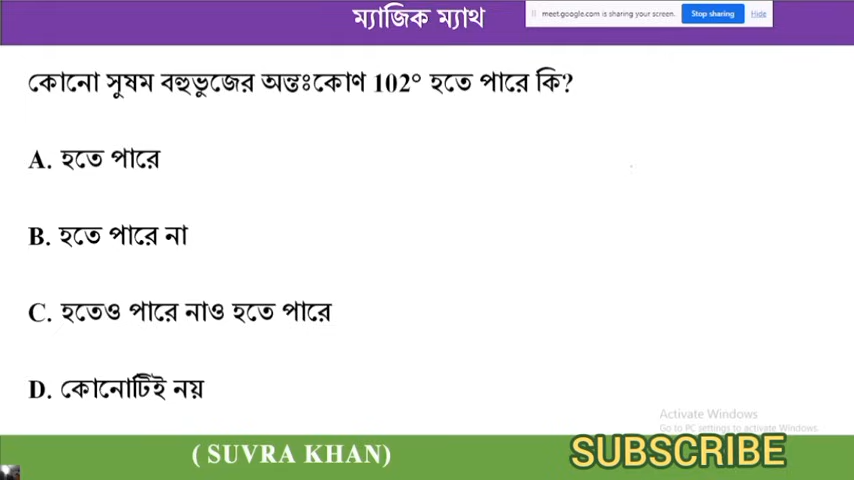 ম্যাজিক ম্যাথ
meet.google.com is sharing your screen. Stop sharing Hide
কোনো সুষম বহুভুজের অন্তঃকোণ 102° হতে পারে কি?
A. হতে পারে
B. হতে পারে না
C. হতেও পারে নাও হতে পারে
D. কোনোটিই নয়
Activate Windows
Go to PC settings to activate Windows.
( SUVRA KHAN)
SUBSCRIBE